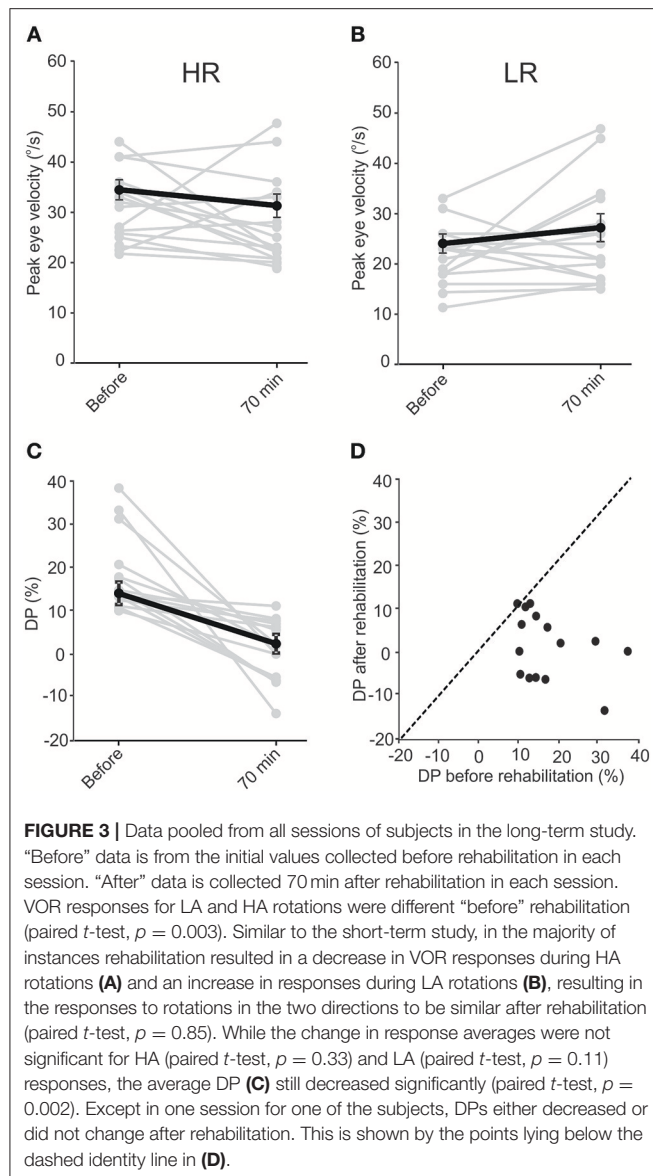 A
HR
60
50
40
30
20
10
0
Peak eye velocity (°/s)
Before
70 min
B
LR
60
50
40
30
20
10
0
Peak eye velocity (°/s)
Before
70 min
C
40
30
20
10
0
-10
-20
DP (%)
Before
70 min
D
40
30
20
10
0
-10
-20
DP after rehabilitation (%)
-20 -10 0 10 20 30 40
DP before rehabilitation (%)
FIGURE 3 | Data pooled from all sessions of subjects in the long-term study.
“Before” data is from the initial values collected before rehabilitation in each
session. “After” data is collected 70 min after rehabilitation in each session.
VOR responses for LA and HA rotations were different “before” rehabilitation
(paired t-test, p = 0.003). Similar to the short-term study, in the majority of
instances rehabilitation resulted in a decrease in VOR responses during HA
rotations (A) and an increase in responses during LA rotations (B), resulting in
the responses to rotations in the two directions to be similar after rehabilitation
(paired t-test, p = 0.85). While the change in response averages were not
significant for HA (paired t-test, p = 0.33) and LA (paired t-test, p = 0.11)
responses, the average DP (C) still decreased significantly (paired t-test, p =
0.002). Except in one session for one of the subjects, DPs either decreased or
did not change after rehabilitation. This is shown by the points lying below the
dashed identity line in (D).